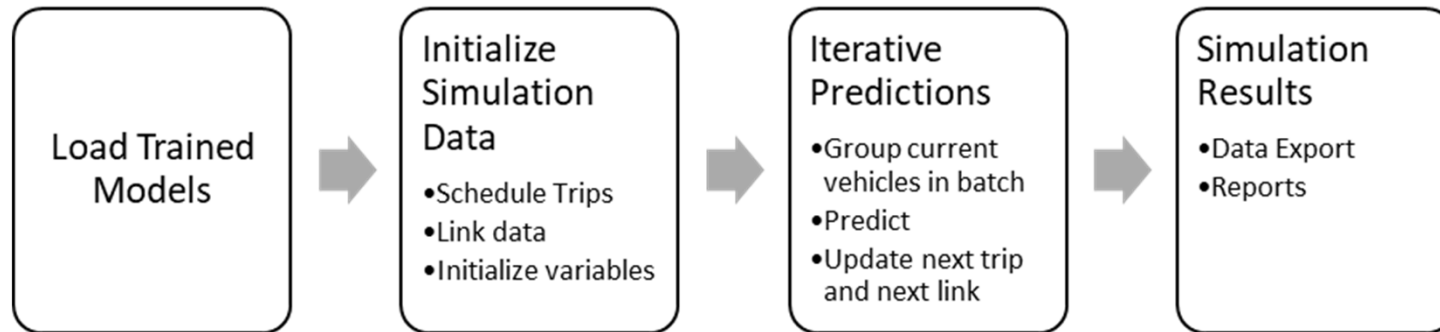 Load Trained
Models
Initialize
Simulation
Data
•Schedule Trips
•Link data
•Initialize variables
Iterative
Predictions
•Group current
vehicles in batch
•Predict
•Update next trip
and next link
Simulation
Results
•Data Export
•Reports